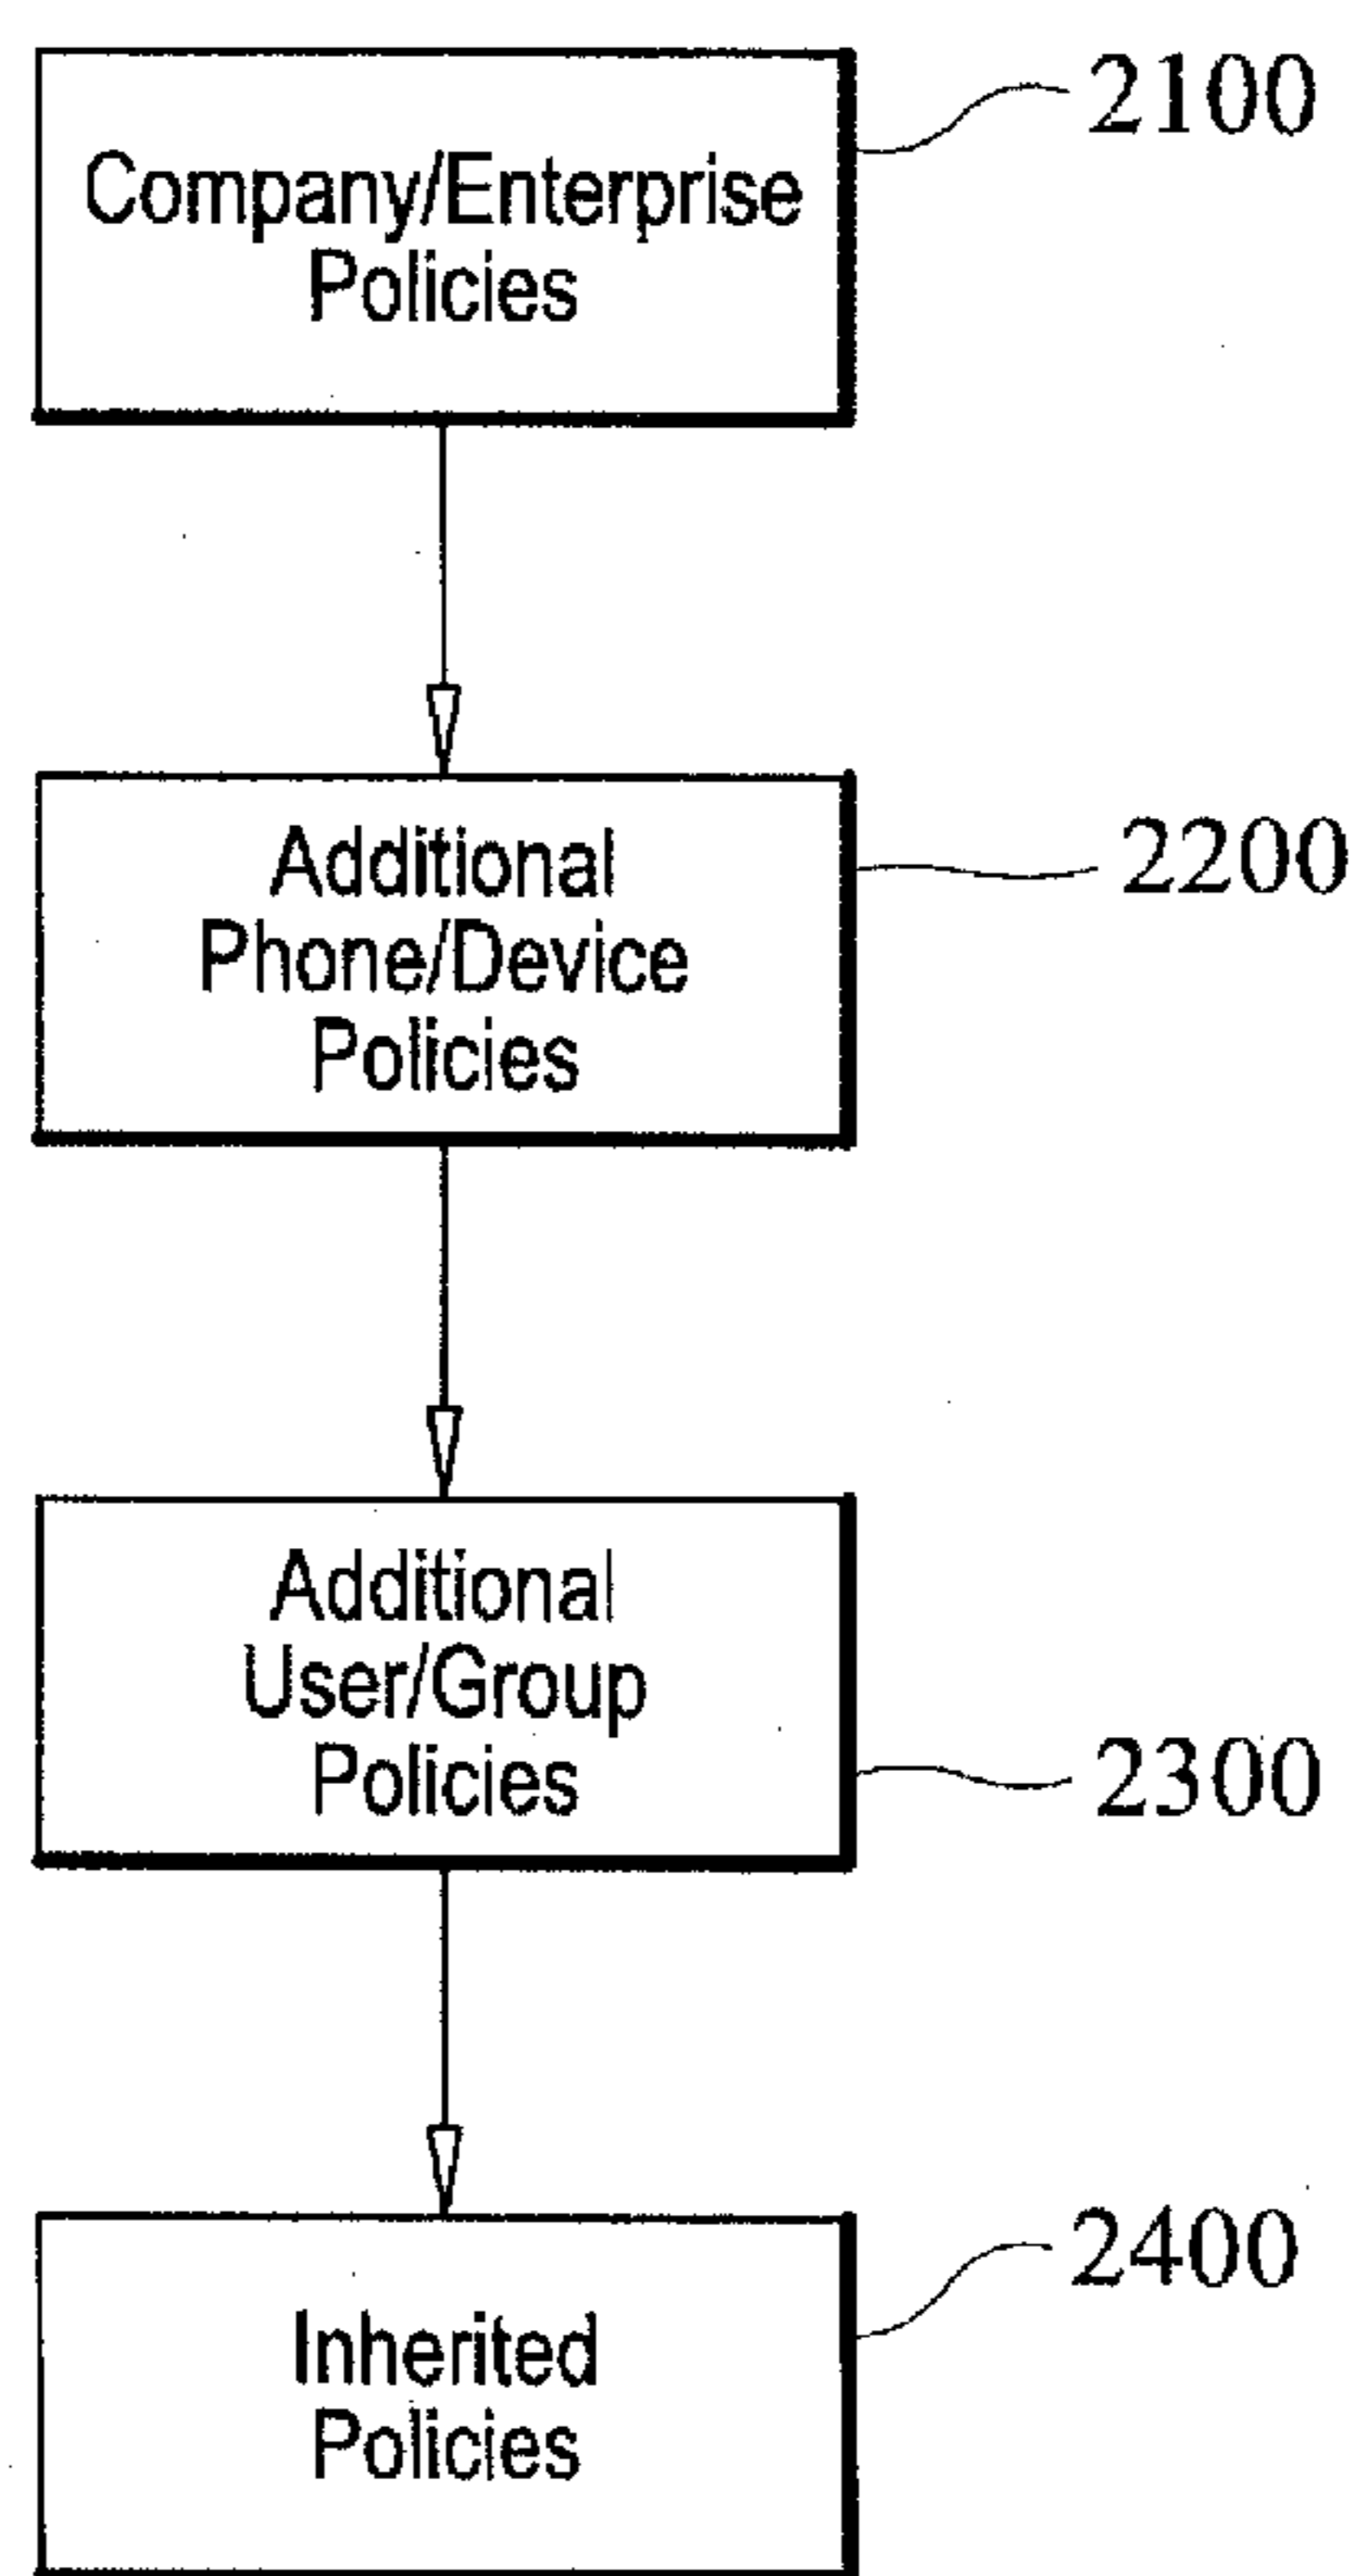 Company/Enterprise
Policies
2100
Additional
Phone/Device
Policies
2200
Additional
User/Group
Policies
2300
Inherited
Policies
2400